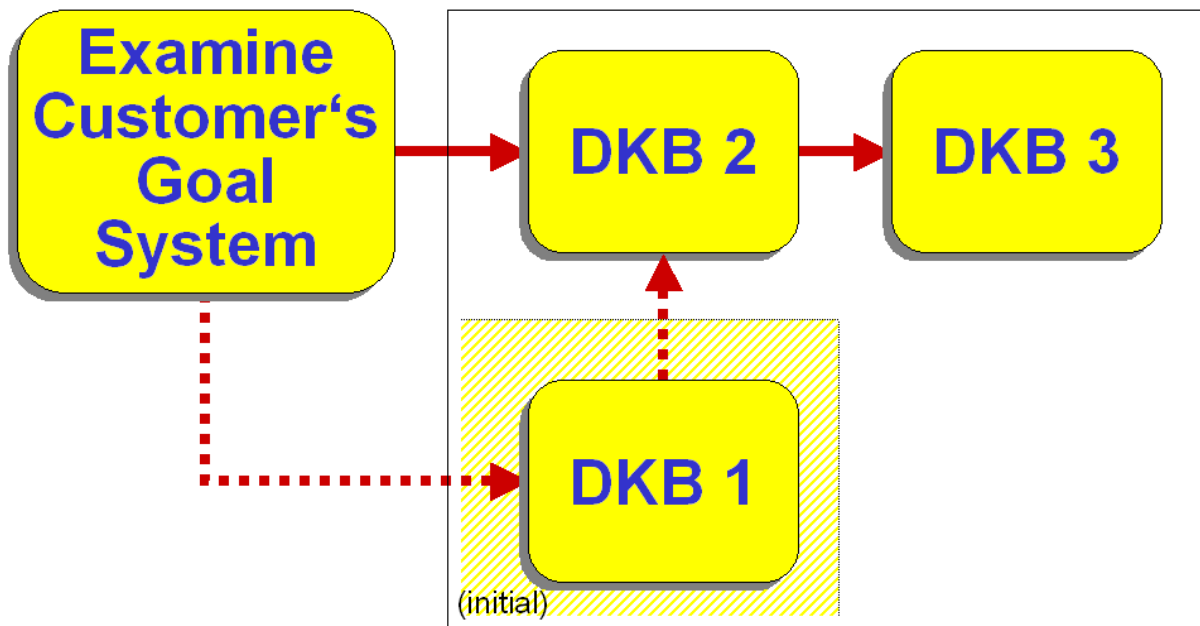 Examine
Customer‘s
Goal
System
DKB 2
DKB 3
DKB 1
(initial)